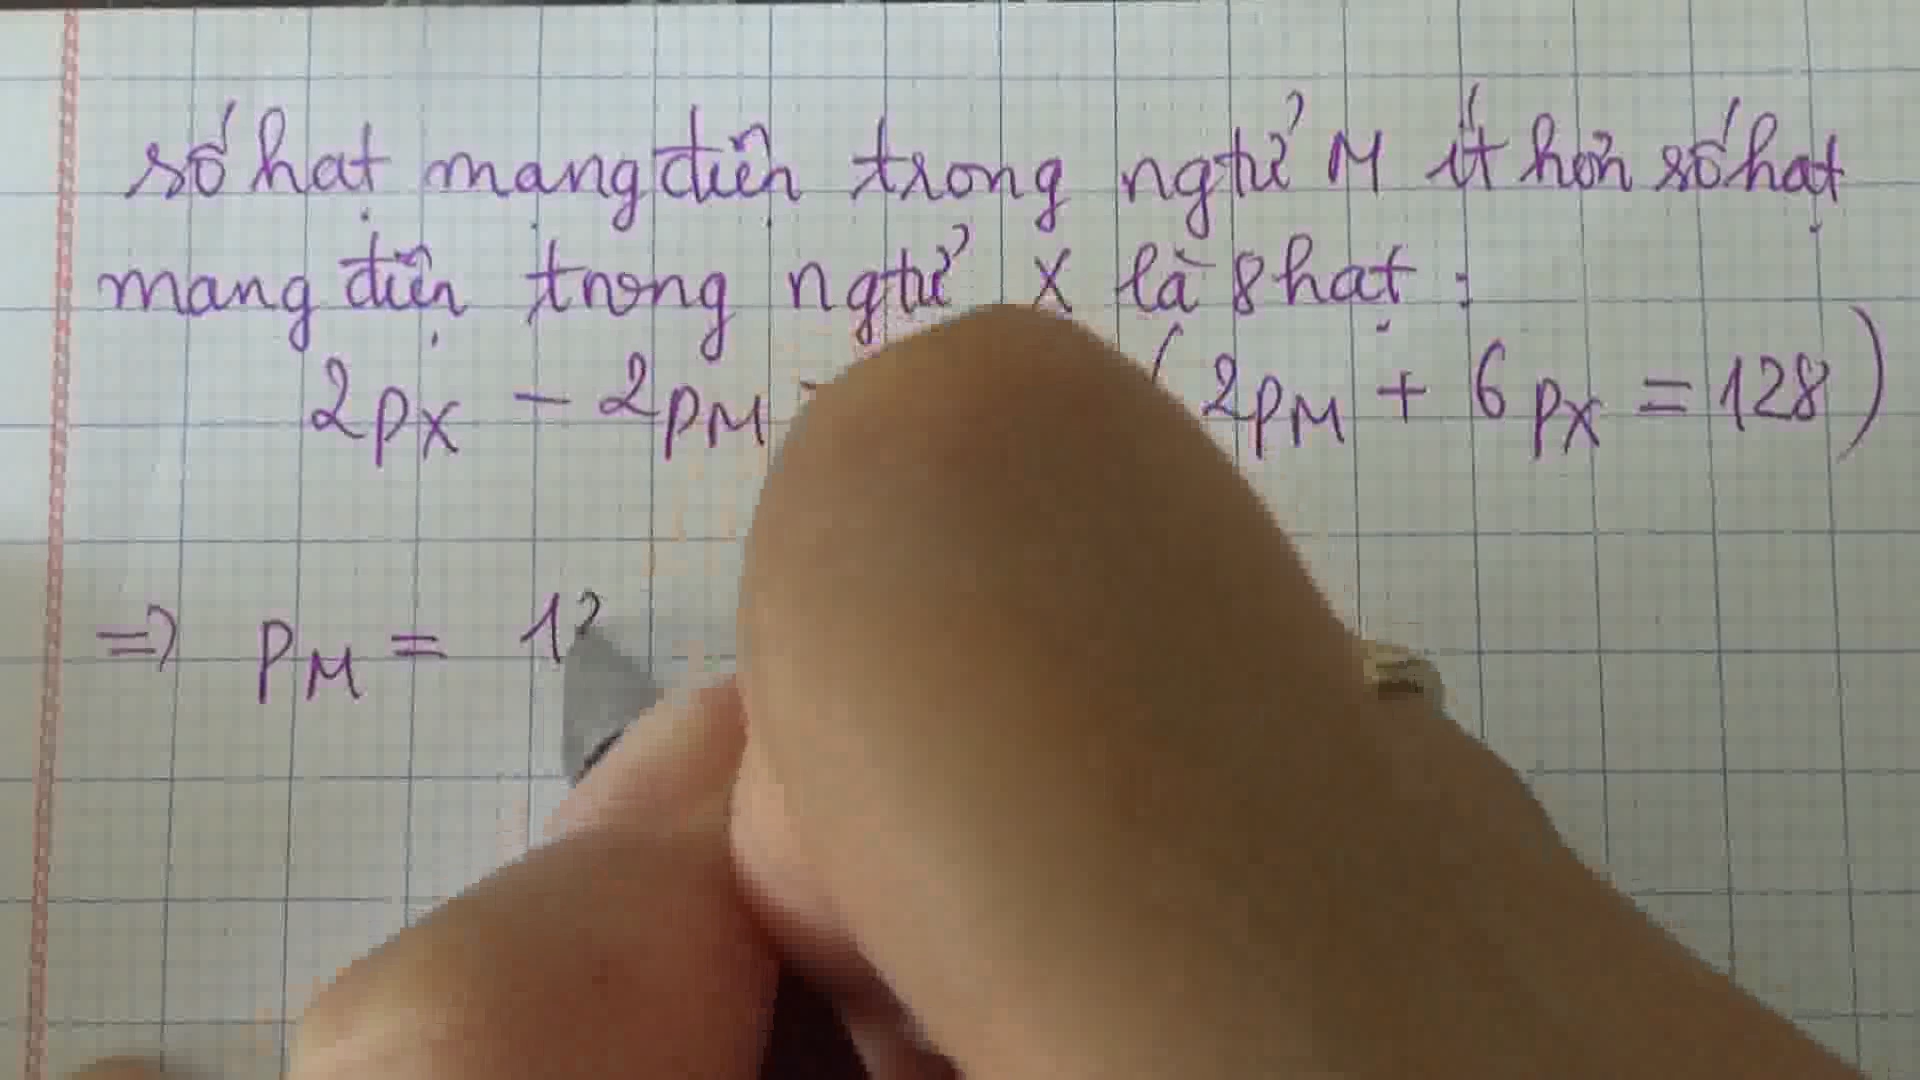 số hạt mang điện trong ngtử M ít hơn số hạt
mang điện trong ngtử X là 8 hạt :
2pX - 2pM (2pM + 6pX = 128)
=> pM = 12